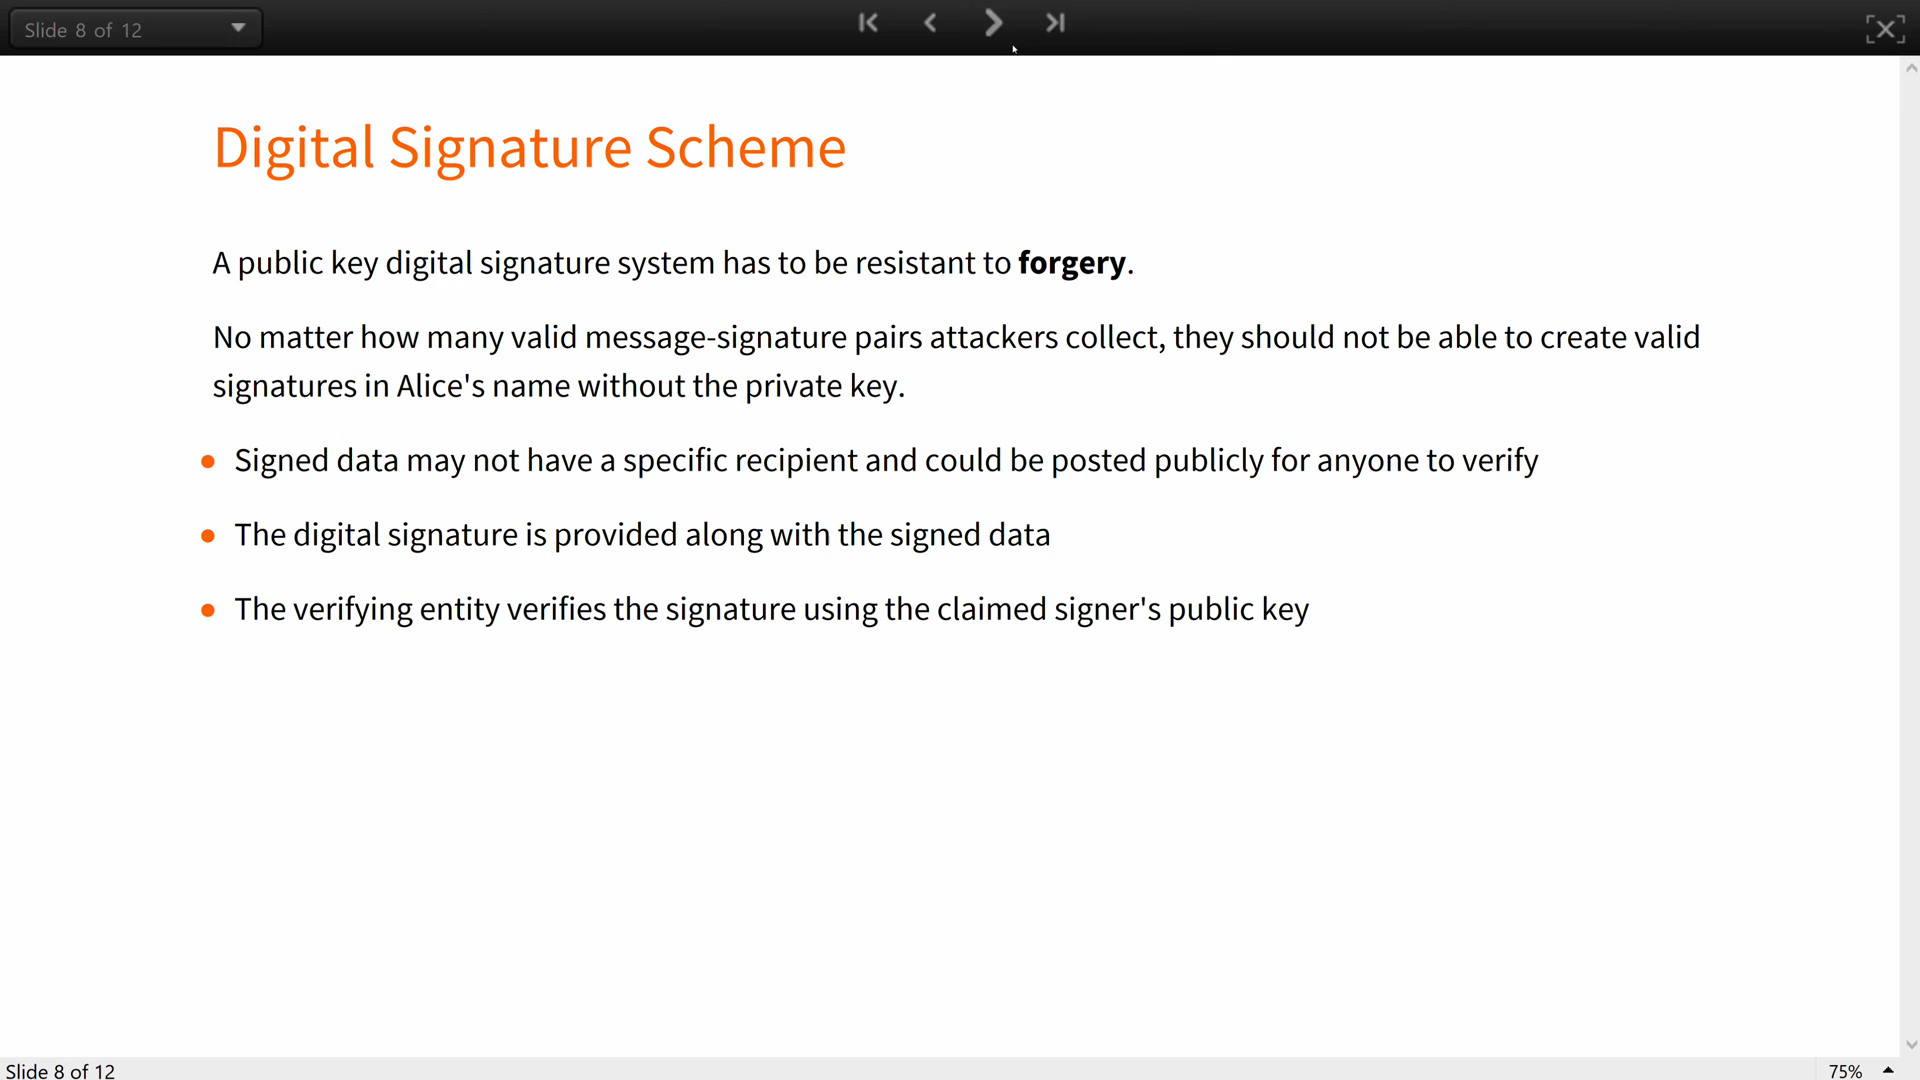 Slide 8 of 12
Digital Signature Scheme
A public key digital signature system has to be resistant to forgery.
No matter how many valid message-signature pairs attackers collect, they should not be able to create valid
signatures in Alice's name without the private key.
Signed data may not have a specific recipient and could be posted publicly for anyone to verify
The digital signature is provided along with the signed data
The verifying entity verifies the signature using the claimed signer's public key
Slide 8 of 12
75%